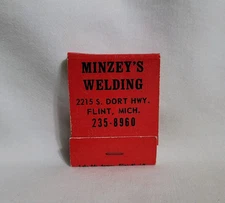 MINZEY'S
WELDING
2215 S. DORT HWY.
FLINT, MICH.
235-8960